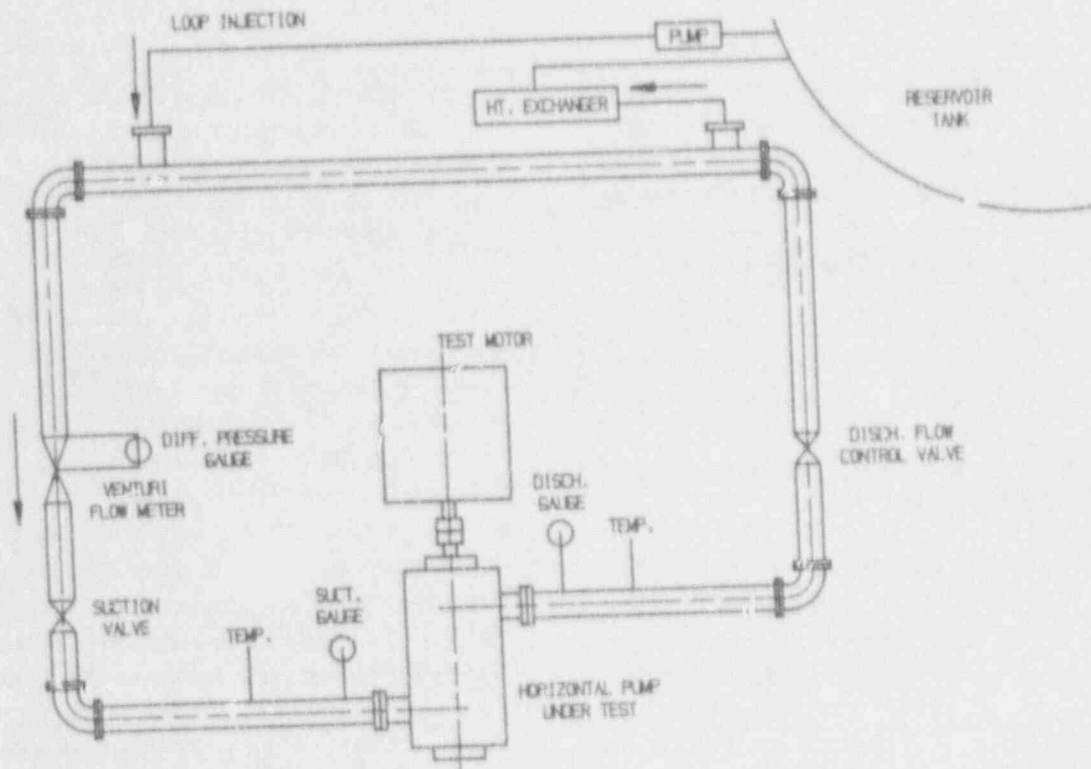 LOOP INJECTION
PUMP
HT. EXCHANGER
RESERVOIR
TANK
TEST MOTOR
DIFF. PRESSURE
GAUGE
VENTURI
FLOW METER
DISCH. FLOW
CONTROL VALVE
DISCH.
GAUGE
TEMP.
SUCTION
VALVE
SUCT.
GAUGE
TEMP.
HORIZONTAL PUMP
UNDER TEST